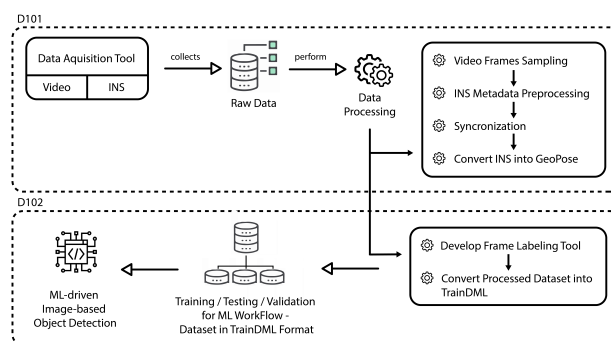 D101
Data Aquisition Tool
Video
INS
collects
Raw Data
perform
Data
Processing
Video Frames Sampling
INS Metadata Preprocessing
Syncronization
Convert INS into GeoPose
D102
ML-driven
Image-based
Object Detection
Training / Testing / Validation
for ML WorkFlow -
Dataset in TrainDML Format
Develop Frame Labeling Tool
Convert Processed Dataset into
TrainDML